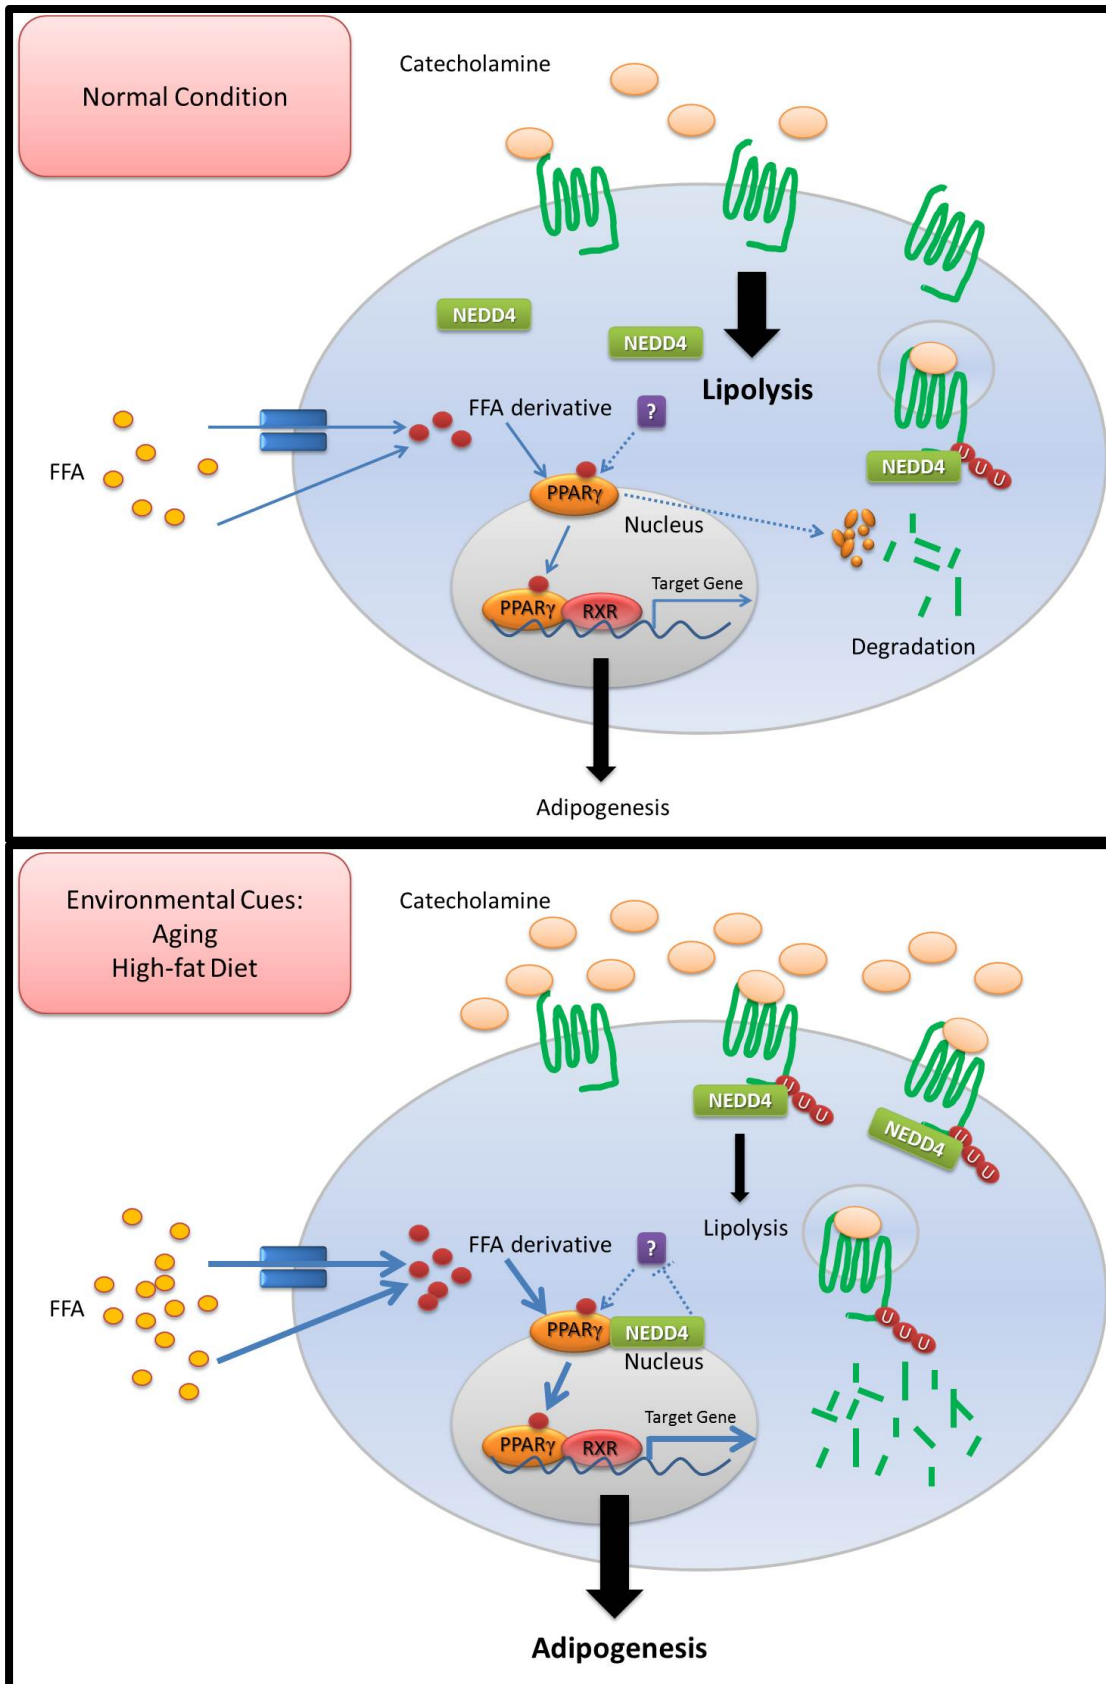 Normal Condition
Catecholamine
NEDD4
NEDD4
Lipolysis
FFA derivative
?
FFA
NEDD4
U
U
U
PPARγ
Nucleus
Target Gene
PPARγ
RXR
Degradation
Adipogenesis
Environmental Cues:
Aging
High-fat Diet
Catecholamine
NEDD4
U
U
U
NEDD4
U
U
U
Lipolysis
FFA derivative
?
FFA
PPARγ
NEDD4
U
U
U
Nucleus
Target Gene
PPARγ
RXR
Adipogenesis